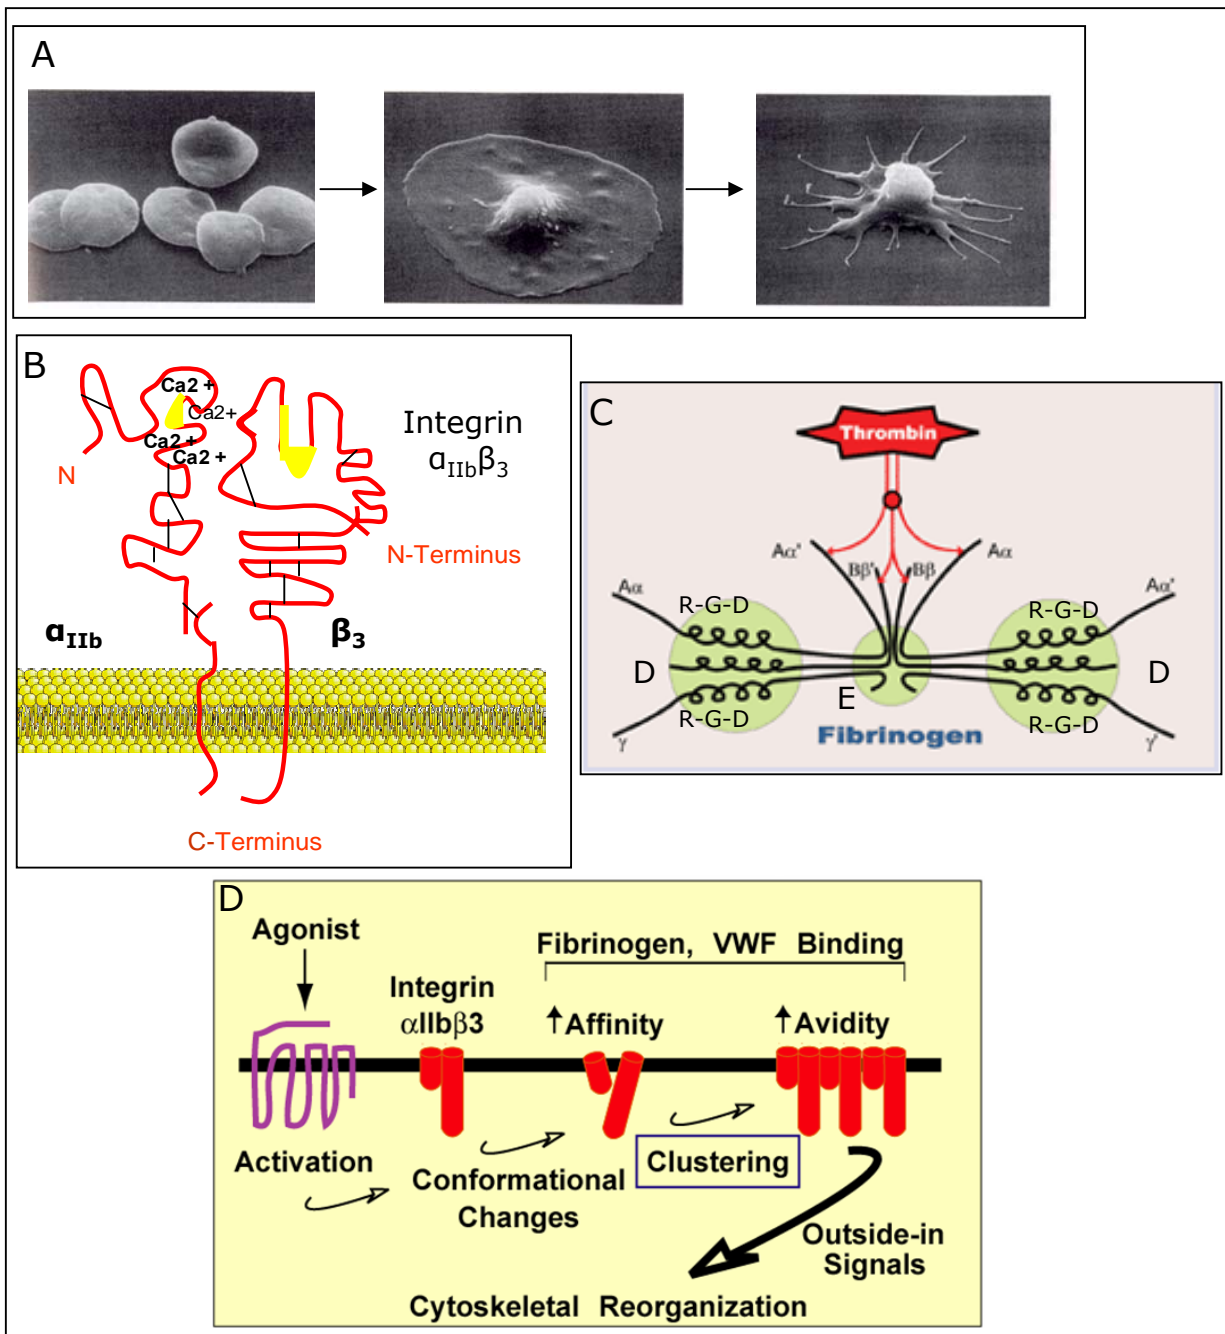 A
B
Ca2 +
Ca2+
Ca2 +
Ca2 +
N
Integrin
αIIbβ3
N-Terminus
αIIb
β3
C-Terminus
C
Thrombin
Aα'
Bβ'
Bβ
Aα
Aα
Aα'
R-G-D
R-G-D
D
E
D
R-G-D
R-G-D
γ
Fibrinogen
γ'
D
Agonist
Fibrinogen, VWF Binding
Integrin
αIIbβ3
↑Affinity
↑Avidity
Activation
Conformational
Changes
Clustering
Outside-in
Signals
Cytoskeletal Reorganization